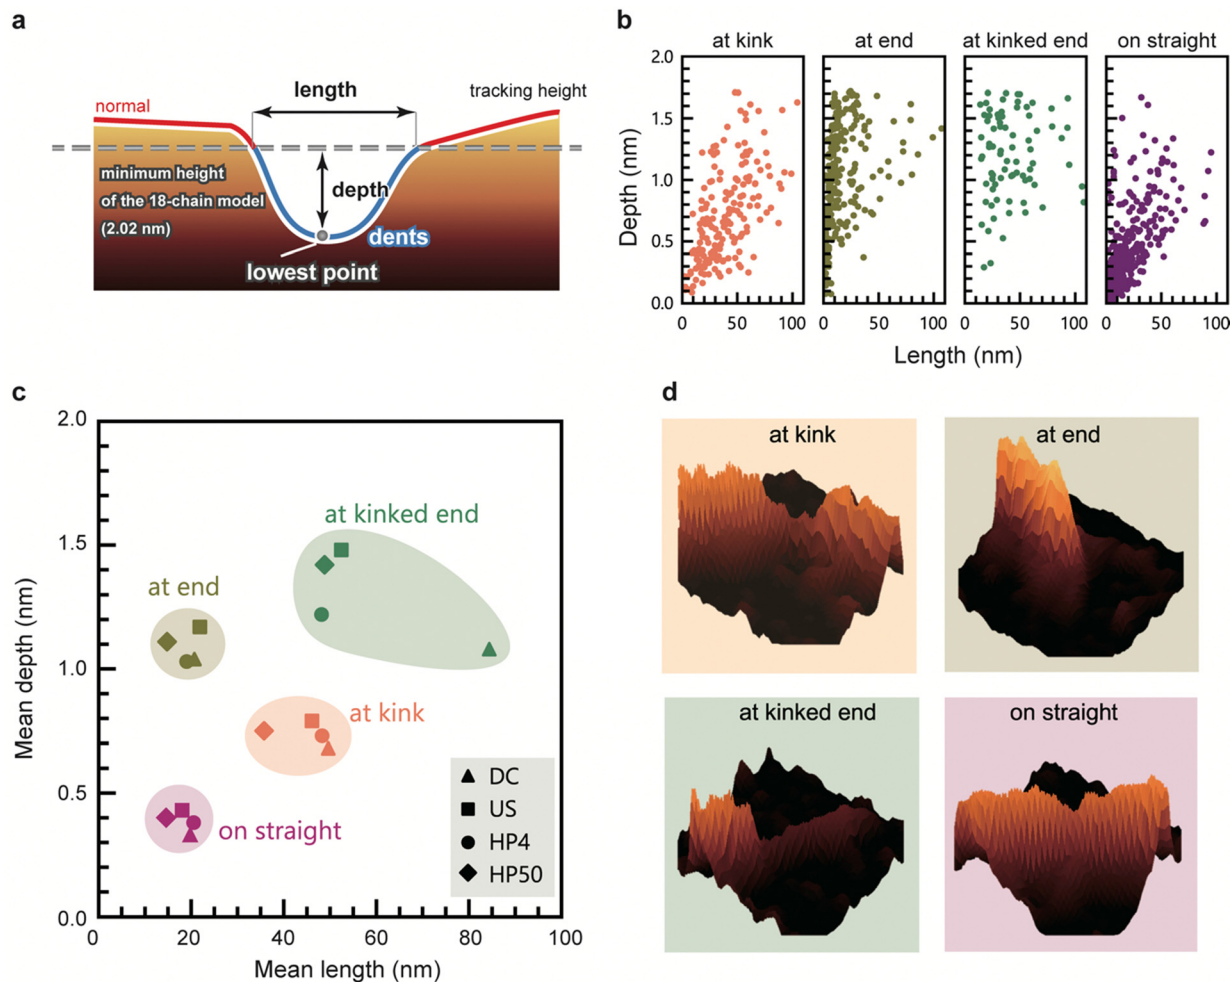 a
normal
length
tracking height
minimum height
of the 18-chain model
(2.02 nm)
depth
dents
lowest point
b
at kink
at end
at kinked end
on straight
Depth (nm)
2.0
1.5
1.0
0.5
0.0
0 50 100
0 50 100
0 50 100
0 50 100
Length (nm)
c
Mean depth (nm)
2.0
1.5
1.0
0.5
0.0
at kinked end
at end
at kink
on straight
DC
US
HP4
HP50
0 20 40 60 80 100
Mean length (nm)
d
at kink
at end
at kinked end
on straight